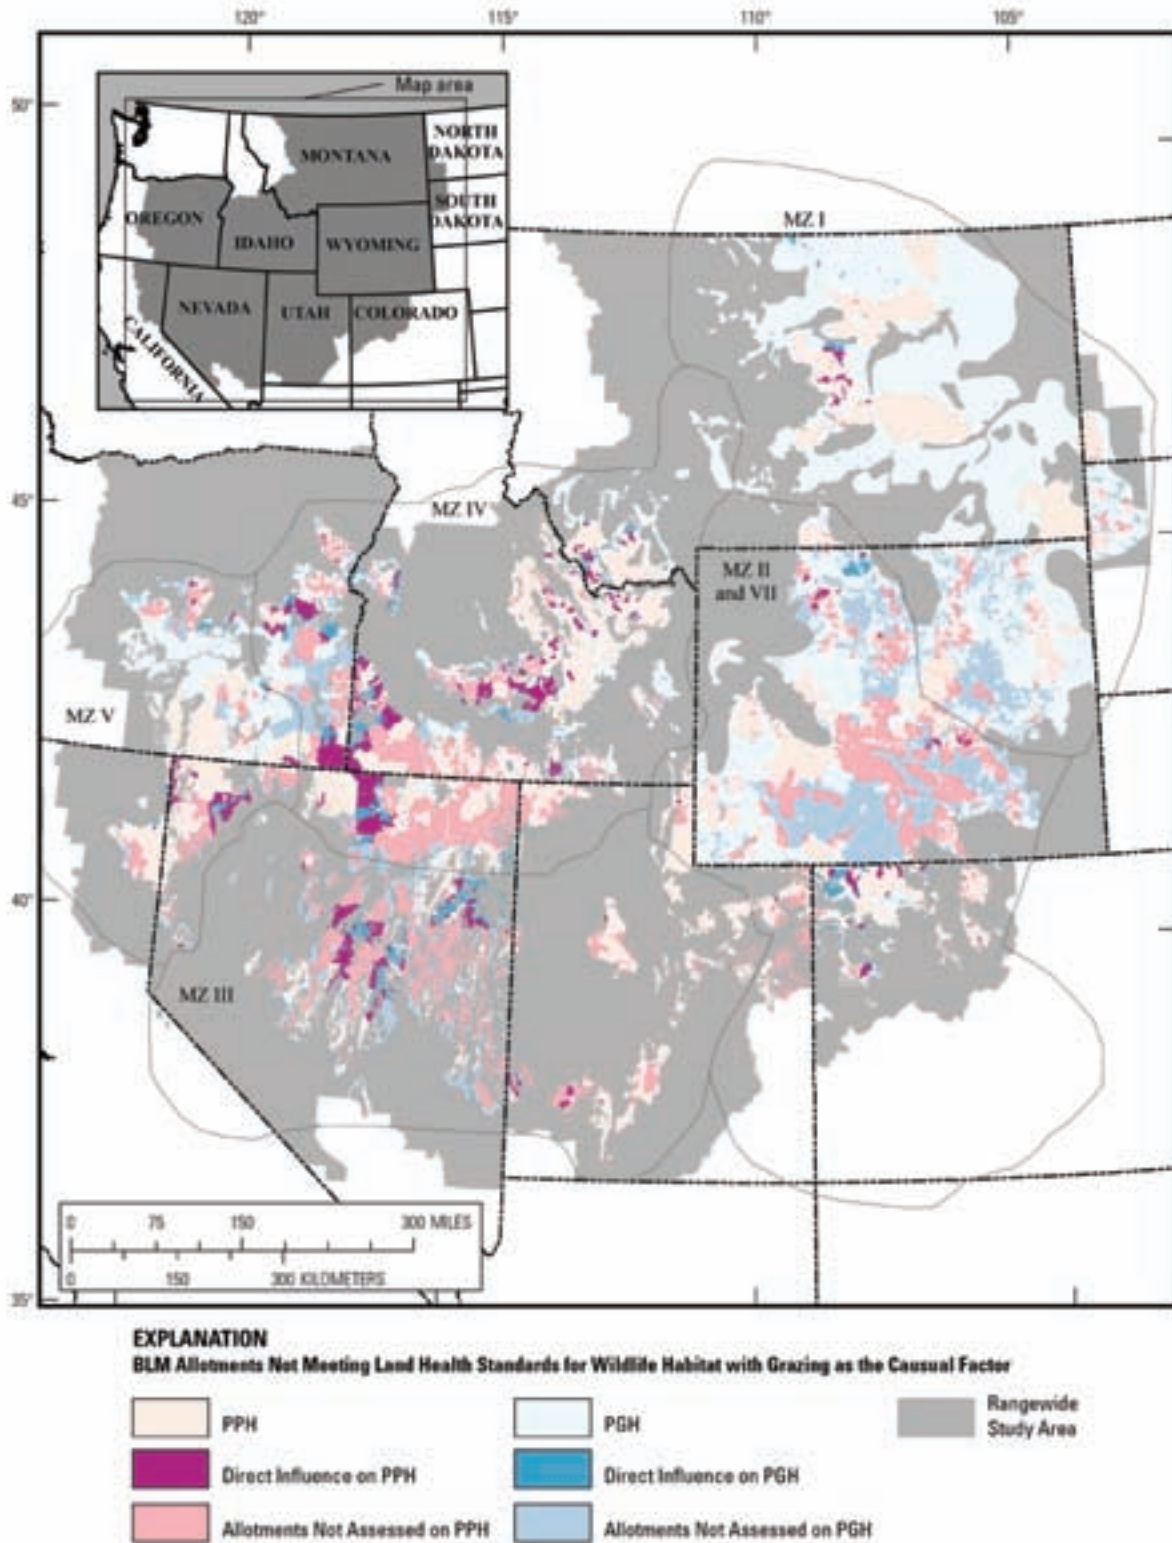 120°
115°
110°
105°
50°
45°
40°
35°
Map area
NORTH
DAKOTA
MONTANA
SOUTH
DAKOTA
OREGON
IDAHO
WYOMING
NEVADA
UTAH
COLORADO
CALIFORNIA
MZ I
MZ IV
MZ II
and VII
MZ V
MZ III
0 75 150 300 MILES
0 150 300 KILOMETERS
EXPLANATION
BLM Allotments Not Meeting Land Health Standards for Wildlife Habitat with Grazing as the Causual Factor
PPH
PGH
Rangewide
Study Area
Direct Influence on PPH
Direct Influence on PGH
Allotments Not Assessed on PPH
Allotments Not Assessed on PGH